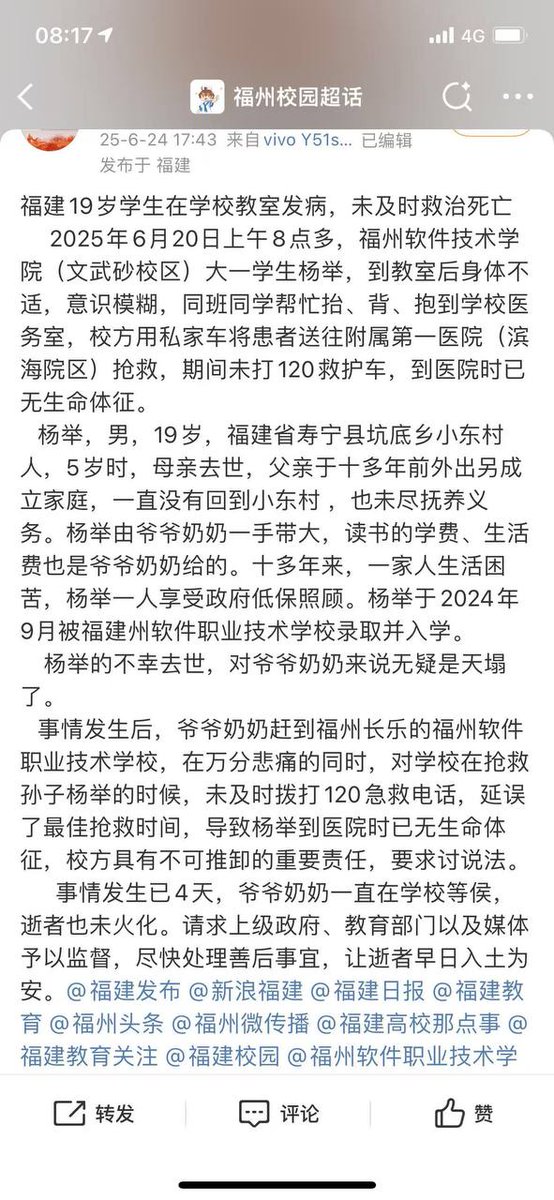 08:17
4G
福州校园超话
25-6-24 17:43 来自 vivo Y51s... 已编辑
发布于 福建
福建19岁学生在学校教室发病，未及时救治死亡
2025年6月20日上午8点多，福州软件技术学
院（文武砂校区）大一学生杨举，到教室后身体不
适，意识模糊，同班同学帮忙抬、背、抱到学校医
务室，校方用私家车将患者送往附属第一医院（滨
海院区）抢救，期间未打120救护车，到医院时已
无生命体征。
杨举，男，19岁，福建省寿宁县坑底乡小东村
人，5岁时，母亲去世，父亲于十多年前外出另成
立家庭，一直没有回到小东村 ，也未尽抚养义
务。杨举由爷爷奶奶一手带大，读书的学费、生活
费也是爷爷奶奶给的。十多年来，一家人生活困
苦，杨举一人享受政府低保照顾。杨举于2024年
9月被福建州软件职业技术学校录取并入学。
杨举的不幸去世，对爷爷奶奶来说无疑是天塌
了。
事情发生后，爷爷奶奶赶到福州长乐的福州软件
职业技术学校，在万分悲痛的同时，对学校在抢救
孙子杨举的时候，未及时拨打120急救电话，延误
了最佳抢救时间，导致杨举到医院时已无生命体
征，校方具有不可推卸的重要责任，要求讨说法。
事情发生已4天，爷爷奶奶一直在学校等侯，
逝者也未火化。请求上级政府、教育部门以及媒体
予以监督，尽快处理善后事宜，让逝者早日入土为
安。@福建发布 @新浪福建 @福建日报 @福建教
育 @福州头条 @福州微传播 @福建高校那点事 @
福建教育关注 @福建校园 @福州软件职业技术学
转发
评论
赞